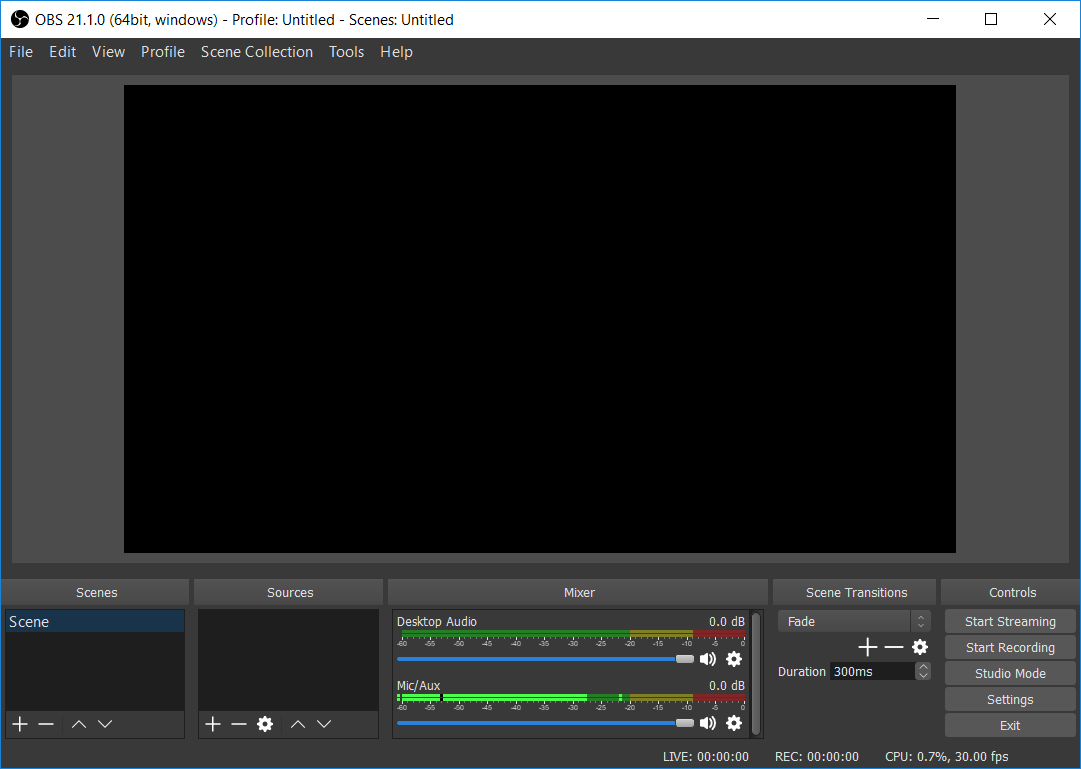 OBS 21.1.0 (64bit, windows) - Profile: Untitled - Scenes: Untitled
File Edit View Profile Scene Collection Tools Help
Scenes Sources Mixer Scene Transitions Controls
Scene
Desktop Audio 0.0 dB
-60 -55 -50 -45 -40 -35 -30 -25 -20 -15 -10 -5 0
Mic/Aux 0.0 dB
-60 -55 -50 -45 -40 -35 -30 -25 -20 -15 -10 -5 0
Fade
Duration 300ms
Start Streaming
Start Recording
Studio Mode
Settings
Exit
LIVE: 00:00:00 REC: 00:00:00 CPU: 0.7%, 30.00 fps